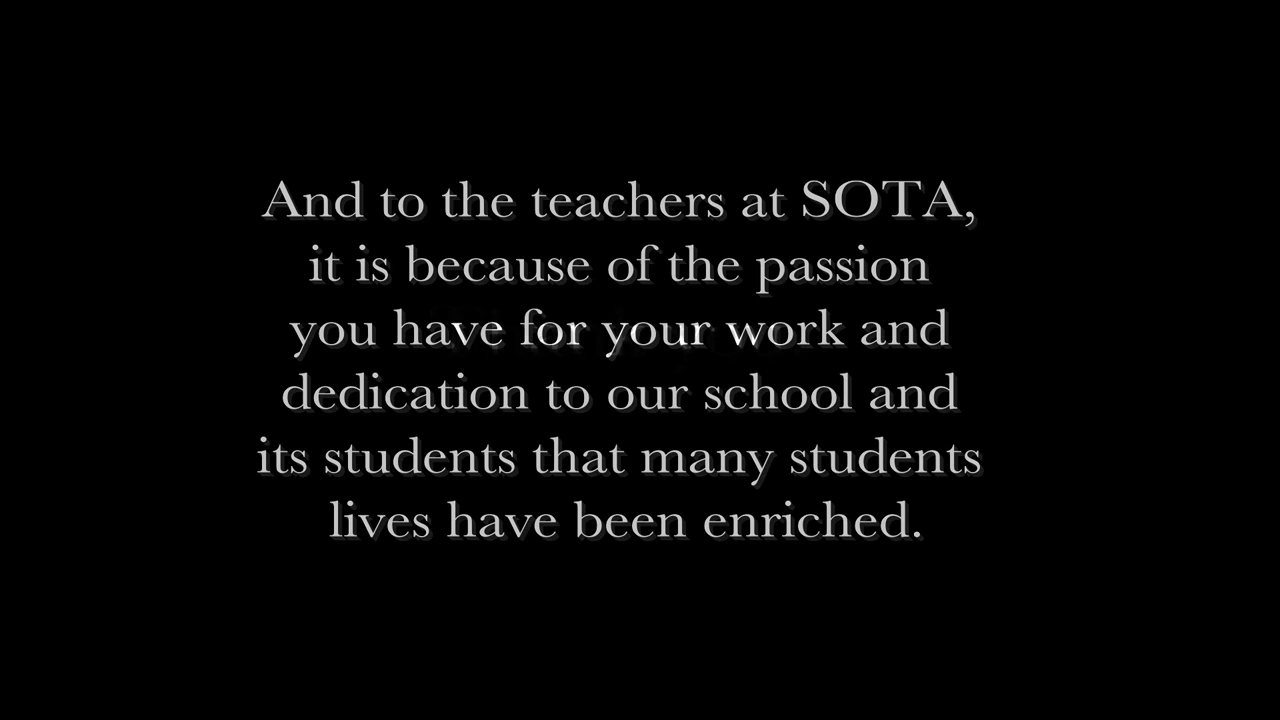 And to the teachers at SOTA,
it is because of the passion
you have for your work and
dedication to our school and
its students that many students
lives have been enriched.